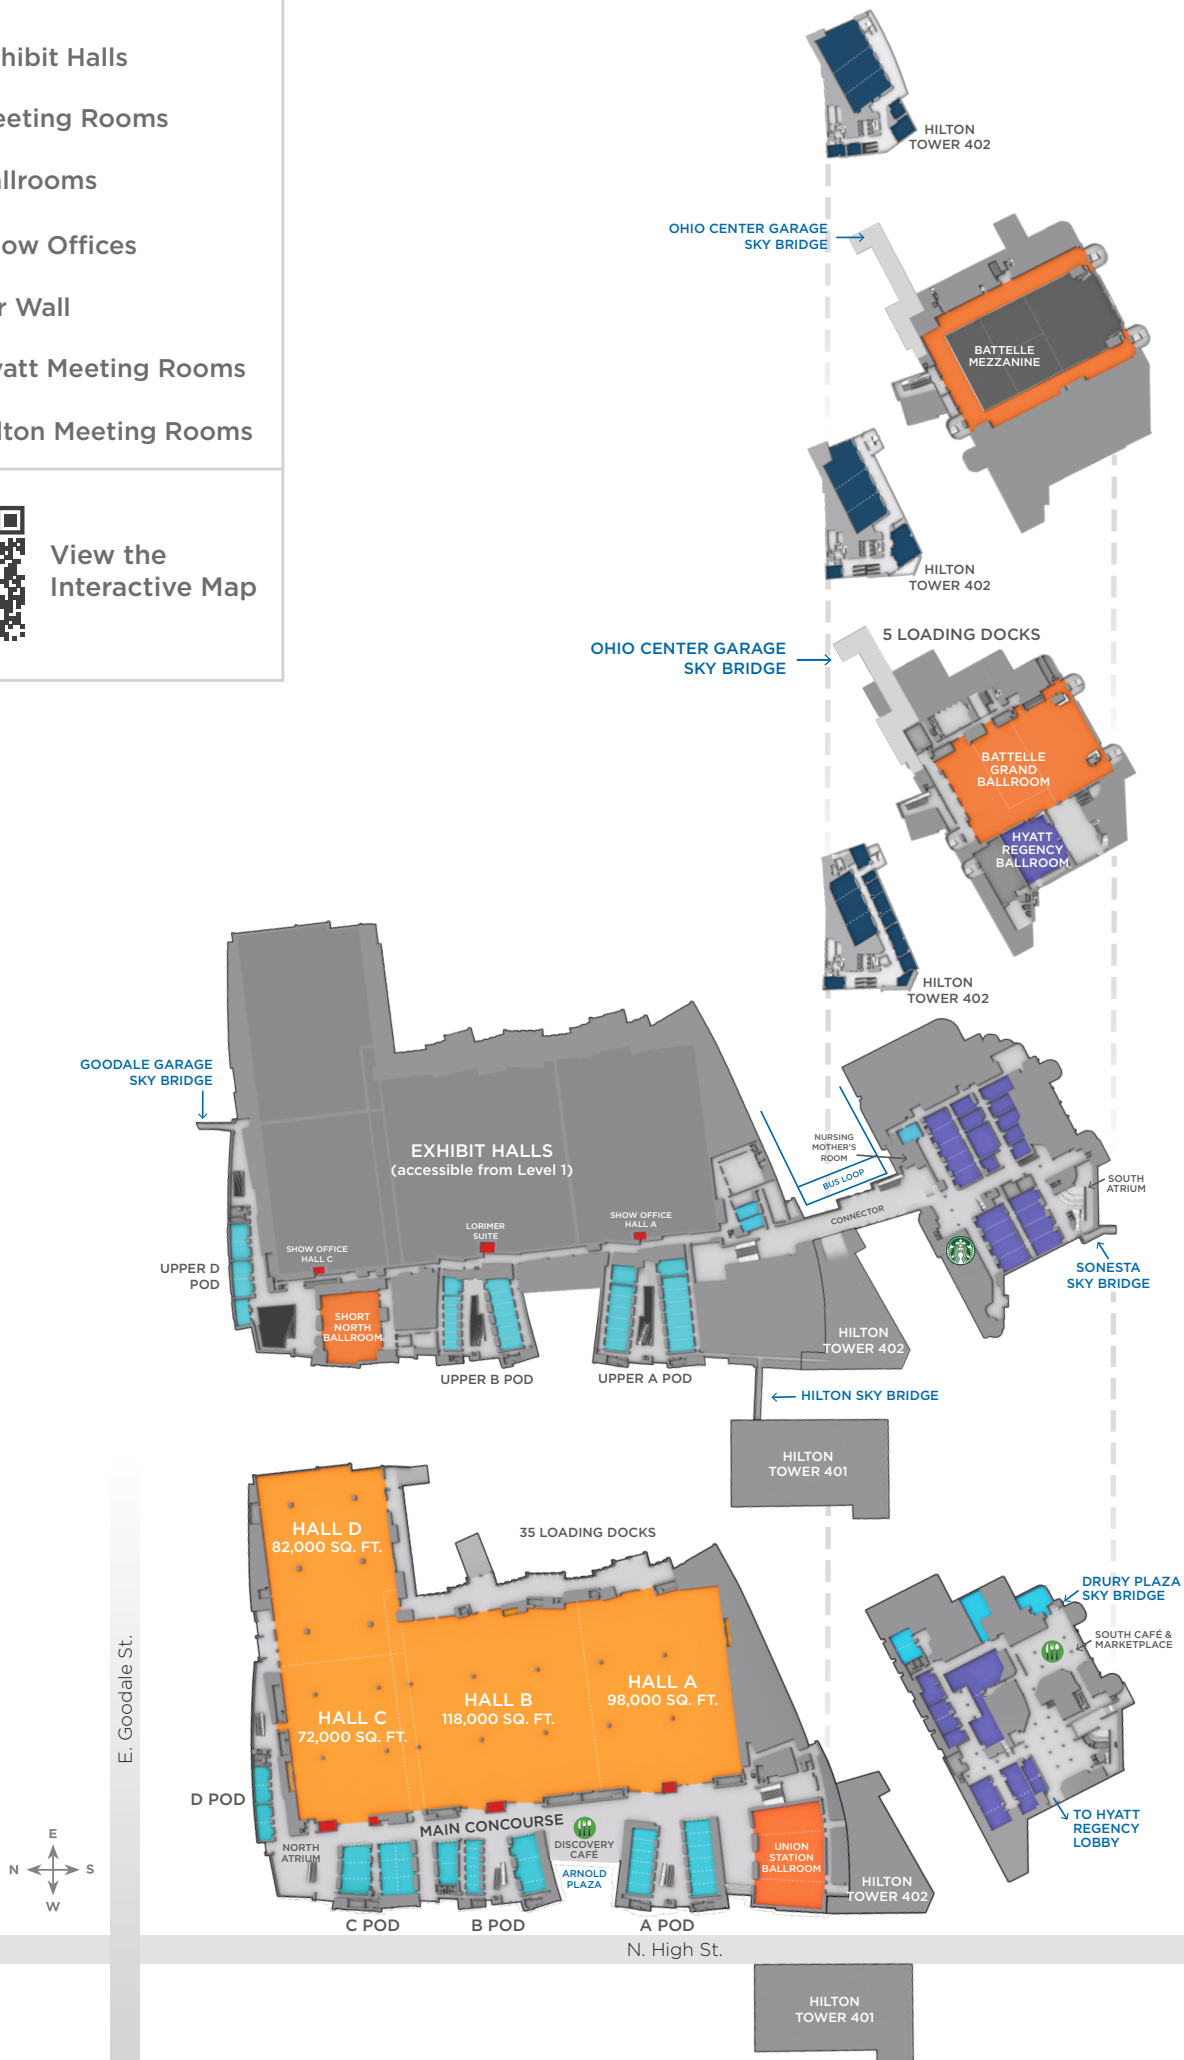 hibit Halls
eeting Rooms
allrooms
ow Offices
r Wall
yatt Meeting Rooms
lton Meeting Rooms
View the
Interactive Map
HILTON
TOWER 402
OHIO CENTER GARAGE
SKY BRIDGE
BATTELLE
MEZZANINE
HILTON
TOWER 402
5 LOADING DOCKS
OHIO CENTER GARAGE
SKY BRIDGE
BATTELLE
GRAND
BALLROOM
HYATT
REGENCY
BALLROOM
HILTON
TOWER 402
GOODALE GARAGE
SKY BRIDGE
EXHIBIT HALLS
(accessible from Level 1)
NURSING
MOTHER'S
ROOM
BUS LOOP
CONNECTOR
SOUTH
ATRIUM
SONESTA
SKY BRIDGE
SHOW OFFICE
HALL A
LORIMER
SUITE
SHOW OFFICE
HALL C
UPPER D
POD
SHORT
NORTH
BALLROOM
UPPER B POD
UPPER A POD
HILTON
TOWER 402
HILTON SKY BRIDGE
HILTON
TOWER 401
35 LOADING DOCKS
HALL D
82,000 SQ. FT.
HALL C
72,000 SQ. FT.
HALL B
118,000 SQ. FT.
HALL A
98,000 SQ. FT.
DRURY PLAZA
SKY BRIDGE
SOUTH CAFÉ &
MARKETPLACE
TO HYATT
REGENCY
LOBBY
E. Goodale St.
D POD
NORTH
ATRIUM
MAIN CONCOURSE
DISCOVERY
CAFÉ
ARNOLD
PLAZA
UNION
STATION
BALLROOM
HILTON
TOWER 402
C POD
B POD
A POD
E
N
S
W
N. High St.
HILTON
TOWER 401